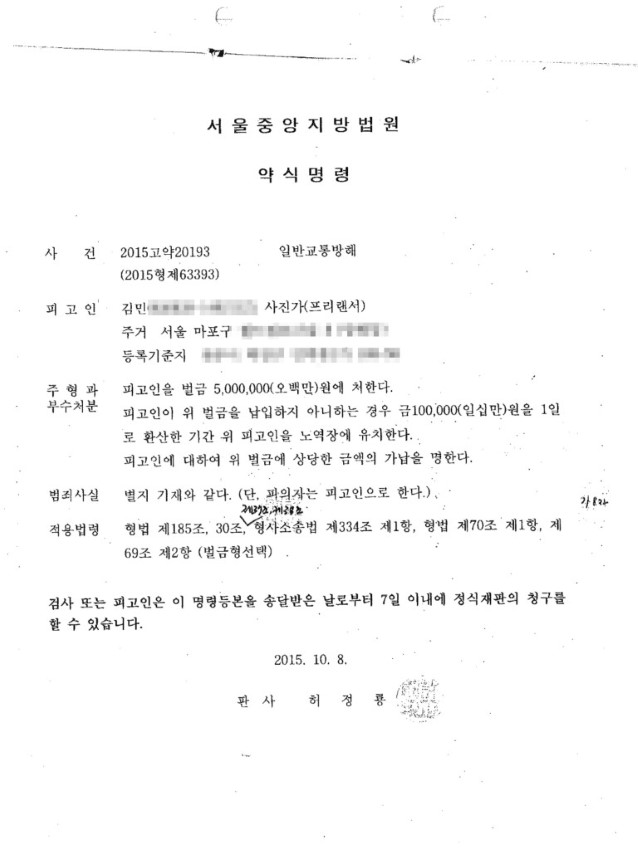 서울중앙지방법원
약식명령
사 건 2015고약20193 일반교통방해
(2015형제63393)
피고인 김민 사진가(프리랜서)
주거 서울 마포구
등록기준지
주형과 부수처분 피고인을 벌금 5,000,000(오백만)원에 처한다.
피고인이 위 벌금을 납입하지 아니하는 경우 금100,000(일십만)원을 1일
로 환산한 기간 위 피고인을 노역장에 유치한다.
피고인에 대하여 위 벌금에 상당한 금액의 가납을 명한다.
범죄사실 별지 기재와 같다. (단, 피의자는 피고인으로 한다.)
제37조, 제38조
적용법령 형법 제185조, 30조, 형사소송법 제334조 제1항, 형법 제70조 제1항, 제
69조 제2항 (벌금형선택)
검사 또는 피고인은 이 명령등본을 송달받은 날로부터 7일 이내에 정식재판의 청구를
할 수 있습니다.
2015. 10. 8.
판 사 허 정 룡